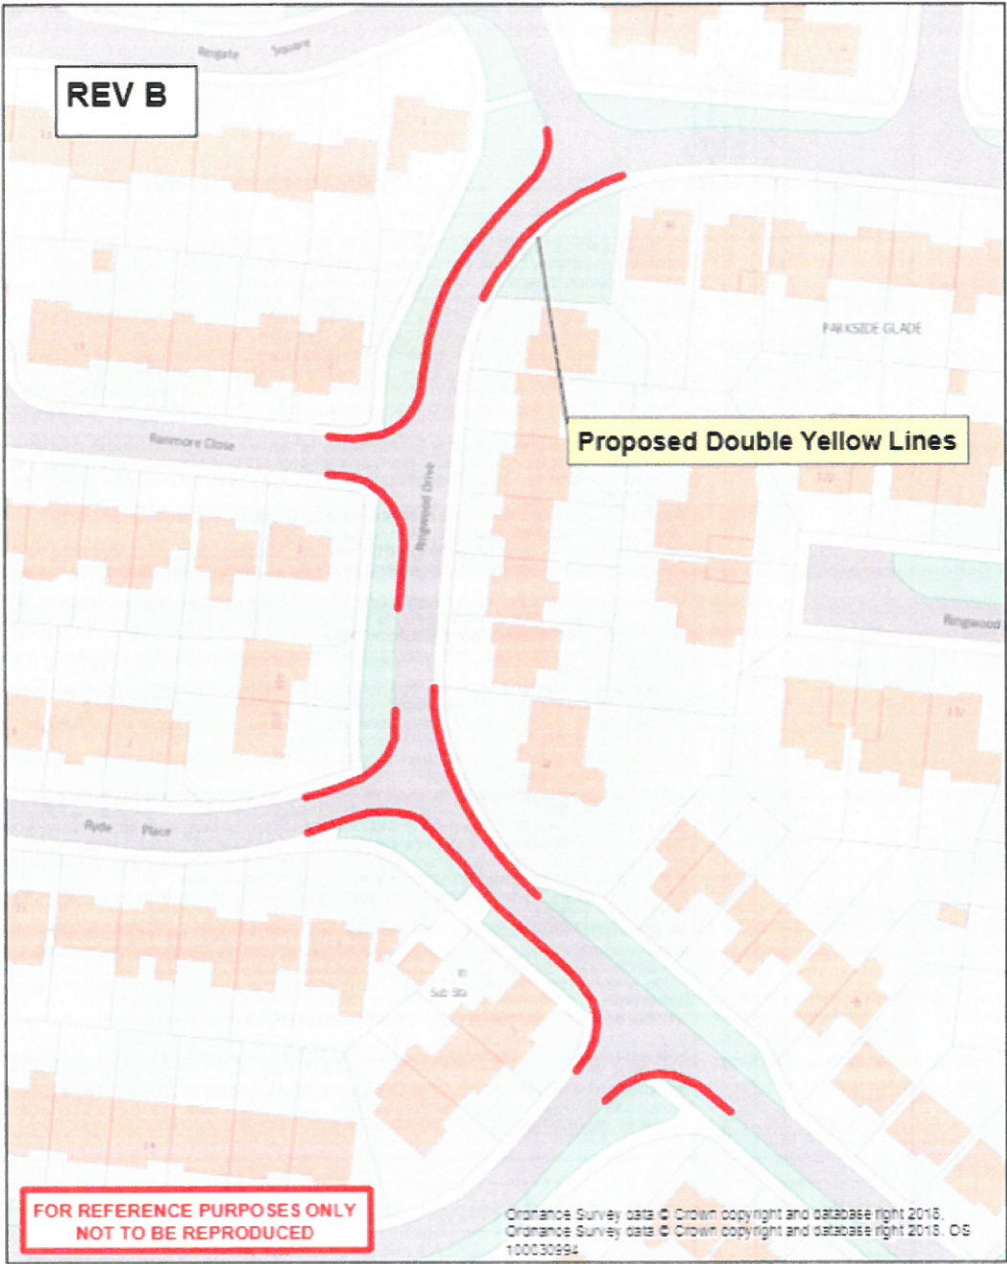 Reigate Square
REV B
PARKSIDE GLADE
Proposed Double Yellow Lines
Ranmore Close
Ringwood Drive
Ringwood
Ryde Place
Sub Sta
FOR REFERENCE PURPOSES ONLY
NOT TO BE REPRODUCED
Ordnance Survey data © Crown copyright and database right 2018.
Ordnance Survey data © Crown copyright and database right 2018. OS
100030994